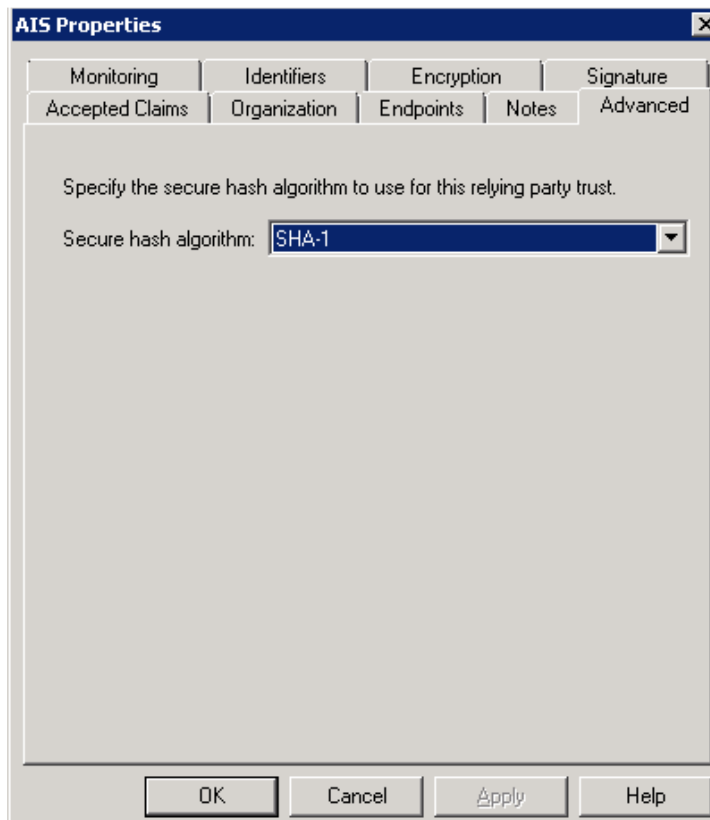 AIS Properties
Monitoring Identifiers Encryption Signature
Accepted Claims Organization Endpoints Notes Advanced
Specify the secure hash algorithm to use for this relying party trust.
Secure hash algorithm: SHA-1
OK Cancel Apply Help